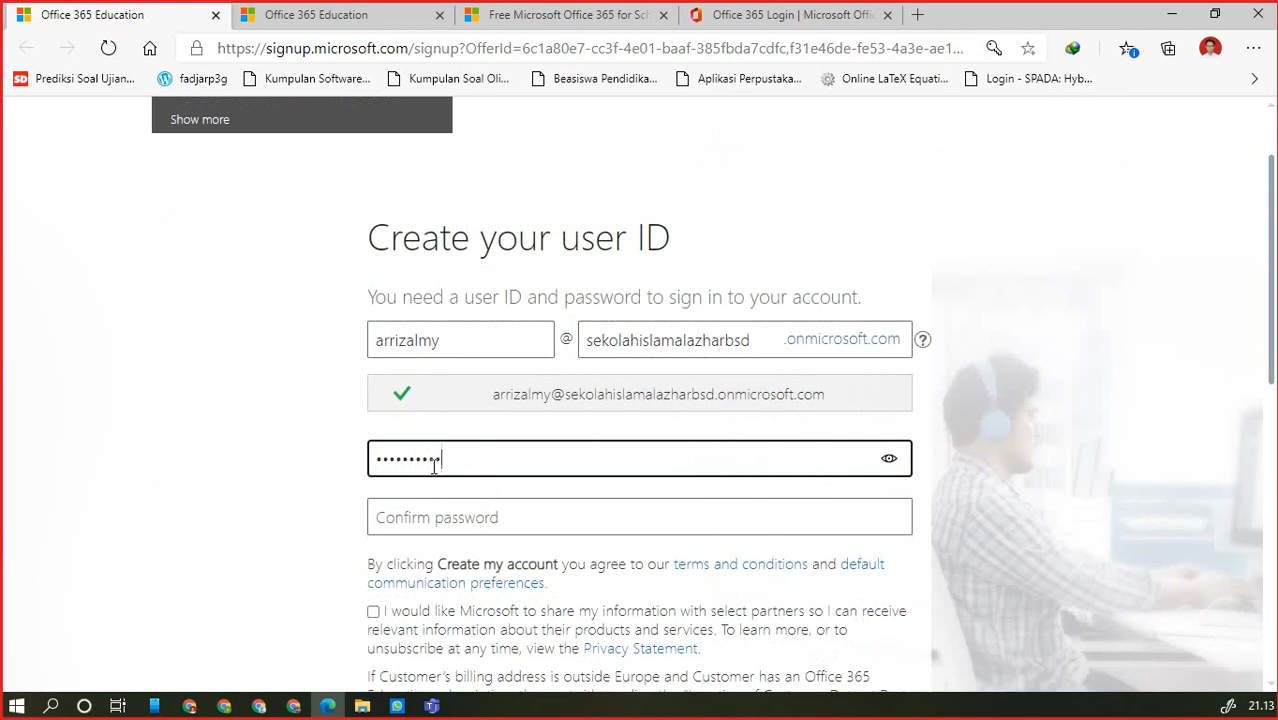 Office 365 Education
Office 365 Education
Free Microsoft Office 365 for Sch
Office 365 Login | Microsoft Offic
https://signup.microsoft.com/signup?OfferId=6c1a80e7-cc3f-4e01-baaf-385fbda7cdfc,f31e46de-fe53-4a3e-ae1...
SD Prediksi Soal Ujian...
fadjarp3g
Kumpulan Software...
Kumpulan Soal Oli...
Beasiswa Pendidika...
Aplikasi Perpustaka...
Online LaTeX Equati...
Login - SPADA: Hyb...
Show more
Create your user ID
You need a user ID and password to sign in to your account.
arrizalmy @ sekolahislamalazharbsd .onmicrosoft.com
arrizalmy@sekolahislamalazharbsd.onmicrosoft.com
Confirm password
By clicking Create my account you agree to our terms and conditions and default
communication preferences.
I would like Microsoft to share my information with select partners so I can receive
relevant information about their products and services. To learn more, or to
unsubscribe at any time, view the Privacy Statement.
If Customer's billing address is outside Europe and Customer has an Office 365
21.13